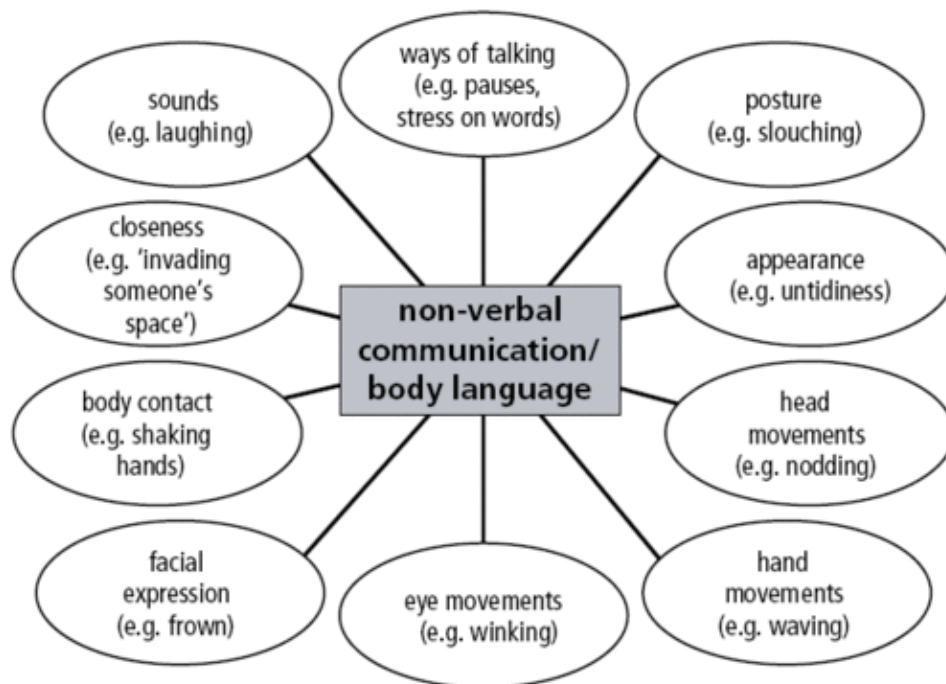 ways of talking
(e.g. pauses,
stress on words)
sounds
(e.g. laughing)
posture
(e.g. slouching)
closeness
(e.g. ‘invading
someone’s
space’)
appearance
(e.g. untidiness)
non-verbal
communication/
body language
body contact
(e.g. shaking
hands)
head
movements
(e.g. nodding)
facial
expression
(e.g. frown)
eye movements
(e.g. winking)
hand
movements
(e.g. waving)